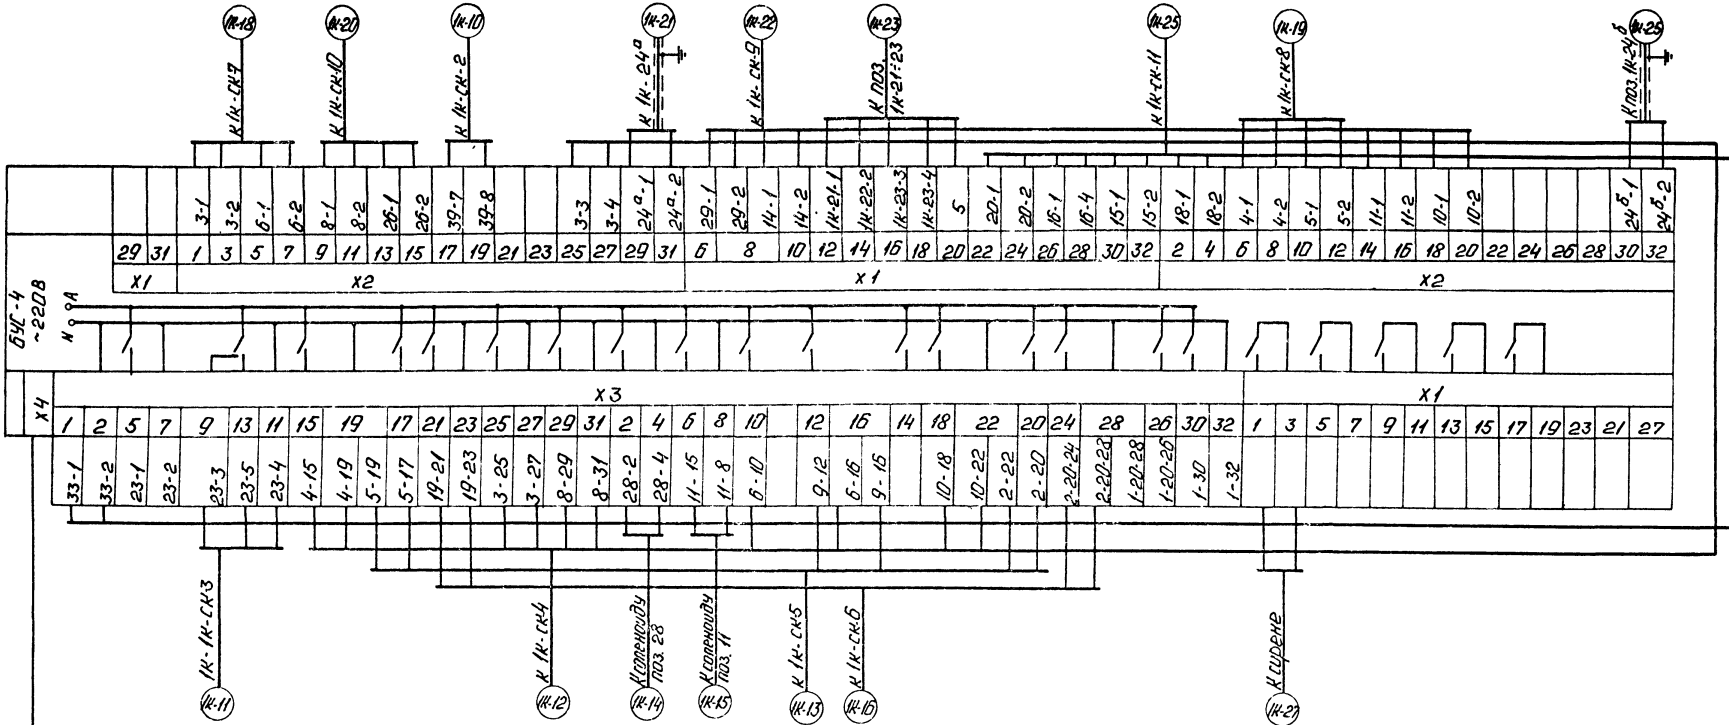 1К-18 1К-20 1К-10 1К-21 1К-22 1К-23 1К-25 1К-19 1К-25
К 1К-СК-7
К 1К-СК-10
К 1К-СК-2
К 1К-24а
К 1К-СК-9
К ПОЗ.
1К-21÷23
К 1К-СК-11
К 1К-СК-8
К ПОЗ. 1К-24б
3-1 3-2 6-1 6-2 8-1 8-2 26-1 26-2 39-7 39-8 3-3 3-4 24а-1 24а-2 29-1 29-2 14-1 14-2 1К-21-1 1К-22-2 1К-23-3 1К-23-4 5 20-1 20-2 16-1 16-4 15-1 15-2 18-1 18-2 4-1 4-2 5-1 5-2 11-1 11-2 10-1 10-2 24б-1 24б-2
29 31 1 3 5 7 9 11 13 15 17 19 21 23 25 27 29 31 6 8 10 12 14 16 18 20 22 24 26 28 30 32 2 4 6 8 10 12 14 16 18 20 22 24 26 28 30 32
X1 X2 X1 X2
БУС-4
~220В
А
N
X4 X3 X1
1 2 5 7 9 13 11 15 19 17 21 23 25 27 29 31 2 4 6 8 10 12 16 14 18 22 20 24 28 26 30 32 1 3 5 7 9 11 13 15 17 19 23 21 27
33-1 33-2 23-1 23-2 23-3 23-5 23-4 4-15 4-19 5-19 5-17 19-21 19-23 3-25 3-27 8-29 8-31 28-2 28-4 11-15 11-8 6-10 9-12 6-16 9-16 10-18 10-22 2-22 2-20 2-20-24 2-20-28 1-20-28 1-20-26 1-30 1-32
1К-1К-СК-3
К 1К-СК4
К соленоиду
поз. 28
К соленоиду
поз. 11
К 1К-СК-5
К 1К-СК-6
К сирене
1К-11 1К-12 1К-14 1К-15 1К-13 1К-16 1К-27